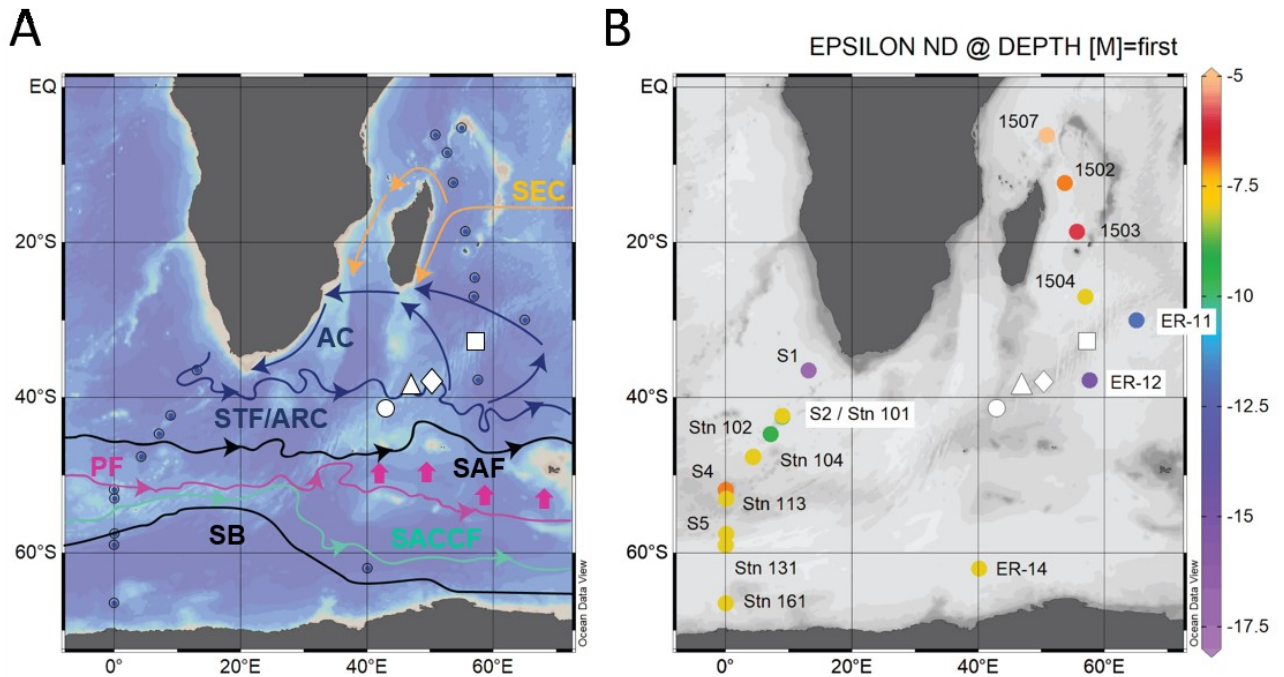 A
EQ
20°S
40°S
60°S
0°
20°E
40°E
60°E
SEC
AC
STF/ARC
PF
SAF
SB
SACCF
Ocean Data View
B
EPSILON ND @ DEPTH [M]=first
EQ
20°S
40°S
60°S
0°
20°E
40°E
60°E
1507
1502
1503
1504
ER-11
S1
ER-12
S2 / Stn 101
Stn 102
Stn 104
S4
Stn 113
S5
Stn 131
ER-14
Stn 161
Ocean Data View
-5
-7.5
-10
-12.5
-15
-17.5